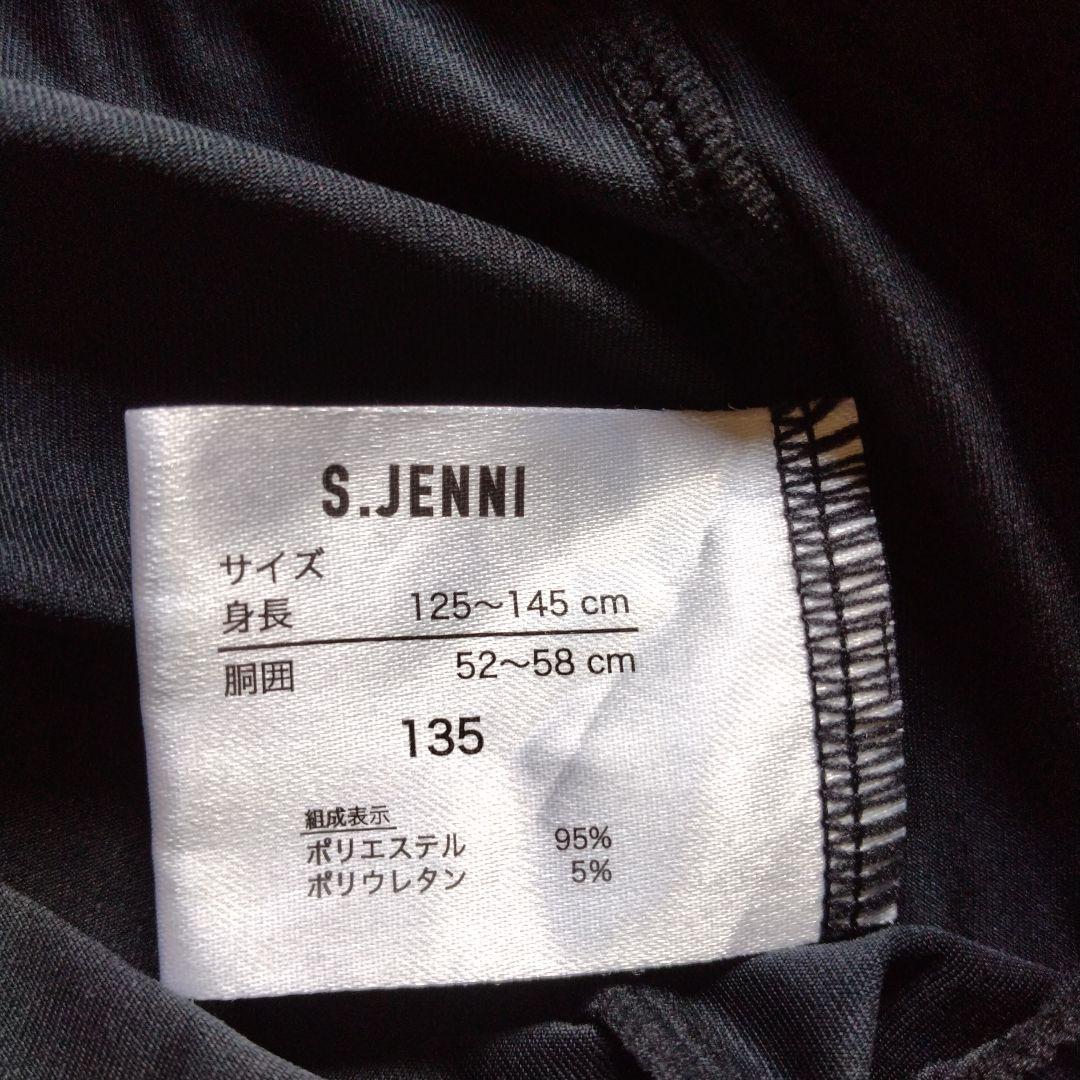 S.JENNI
サイズ
身長 125～145 cm
胴囲 52～58 cm
135
組成表示
ポリエステル 95%
ポリウレタン 5%